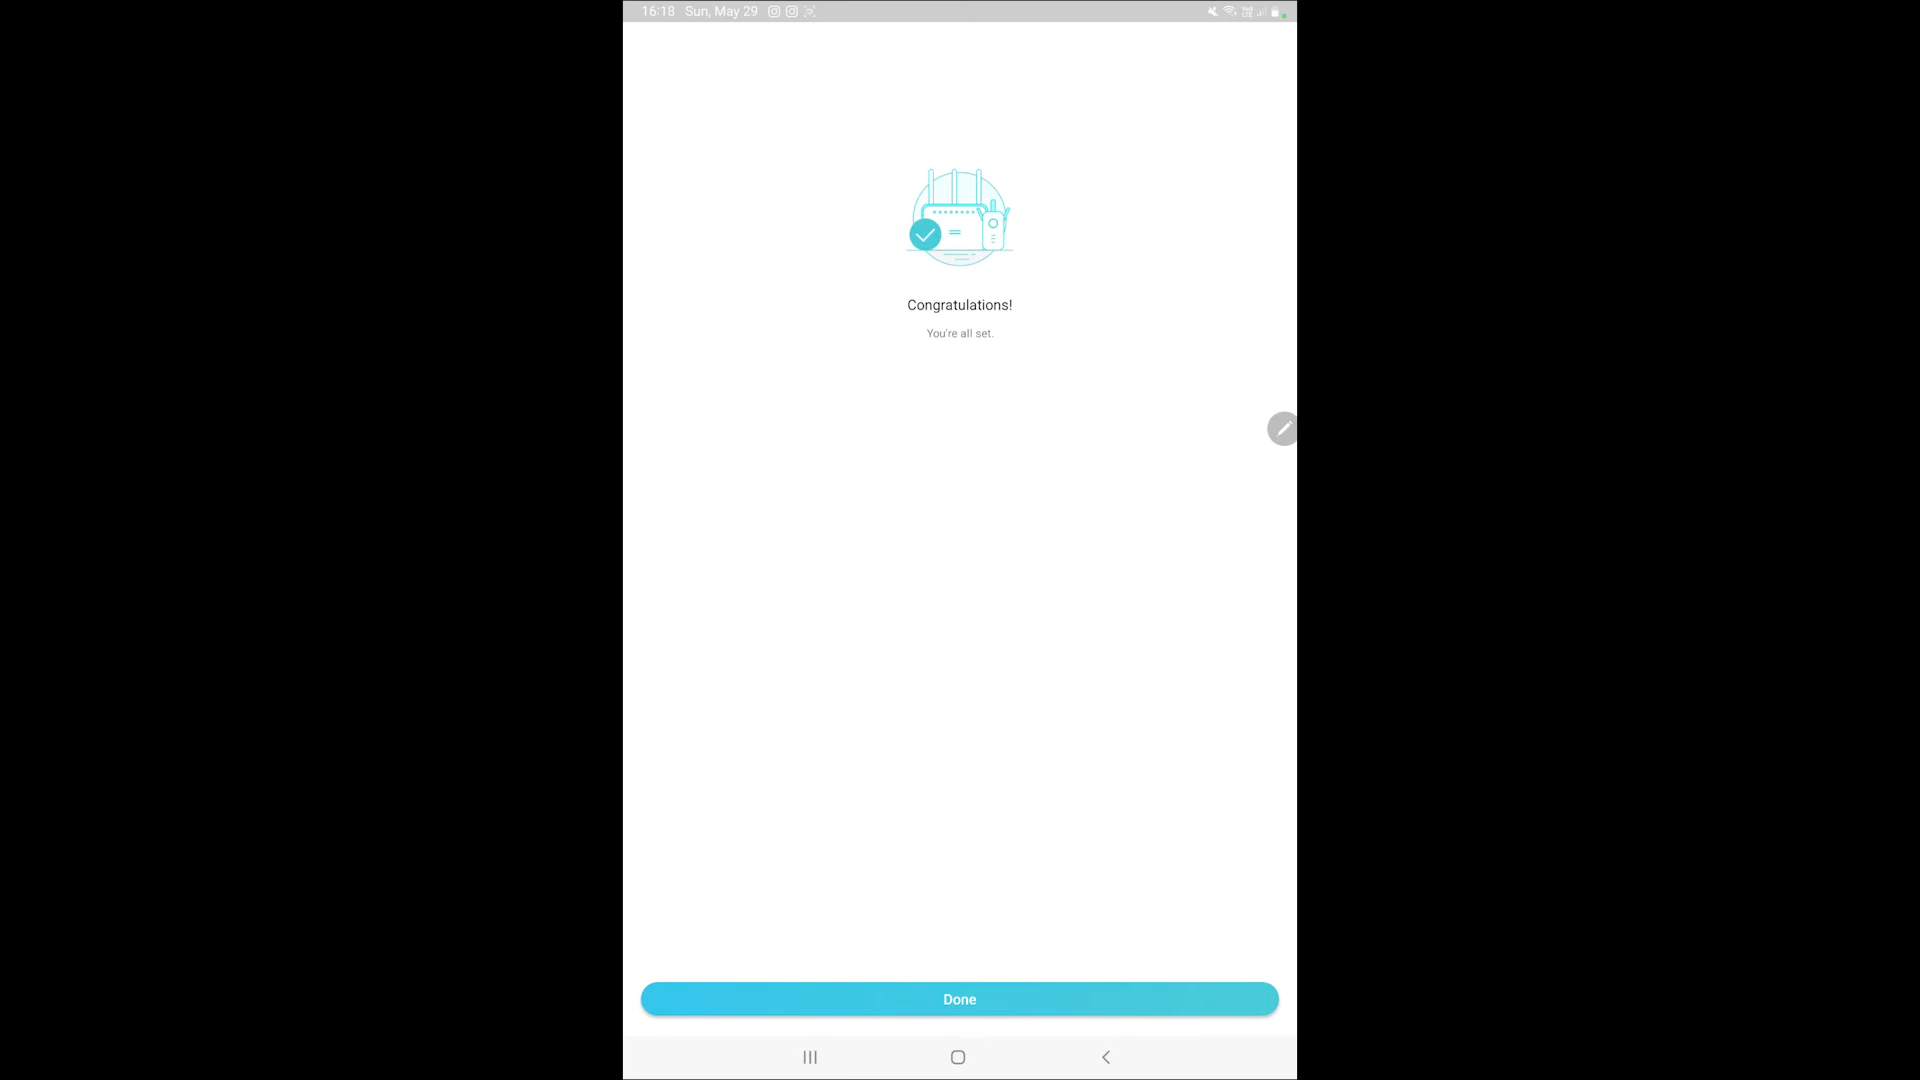 16:18 Sun, May 29
Congratulations!
You're all set.
Done